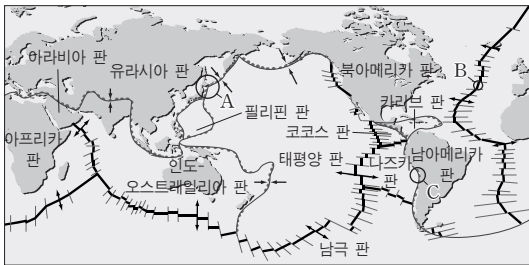 아라비아 판
유라시아 판
북아메리카 판
B
A
필리핀 판
카리브 판
아프리카
판
코코스 판
인도-
오스트레일리아 판
태평양 판
나즈카
판
남아메리카
판
C
남극 판